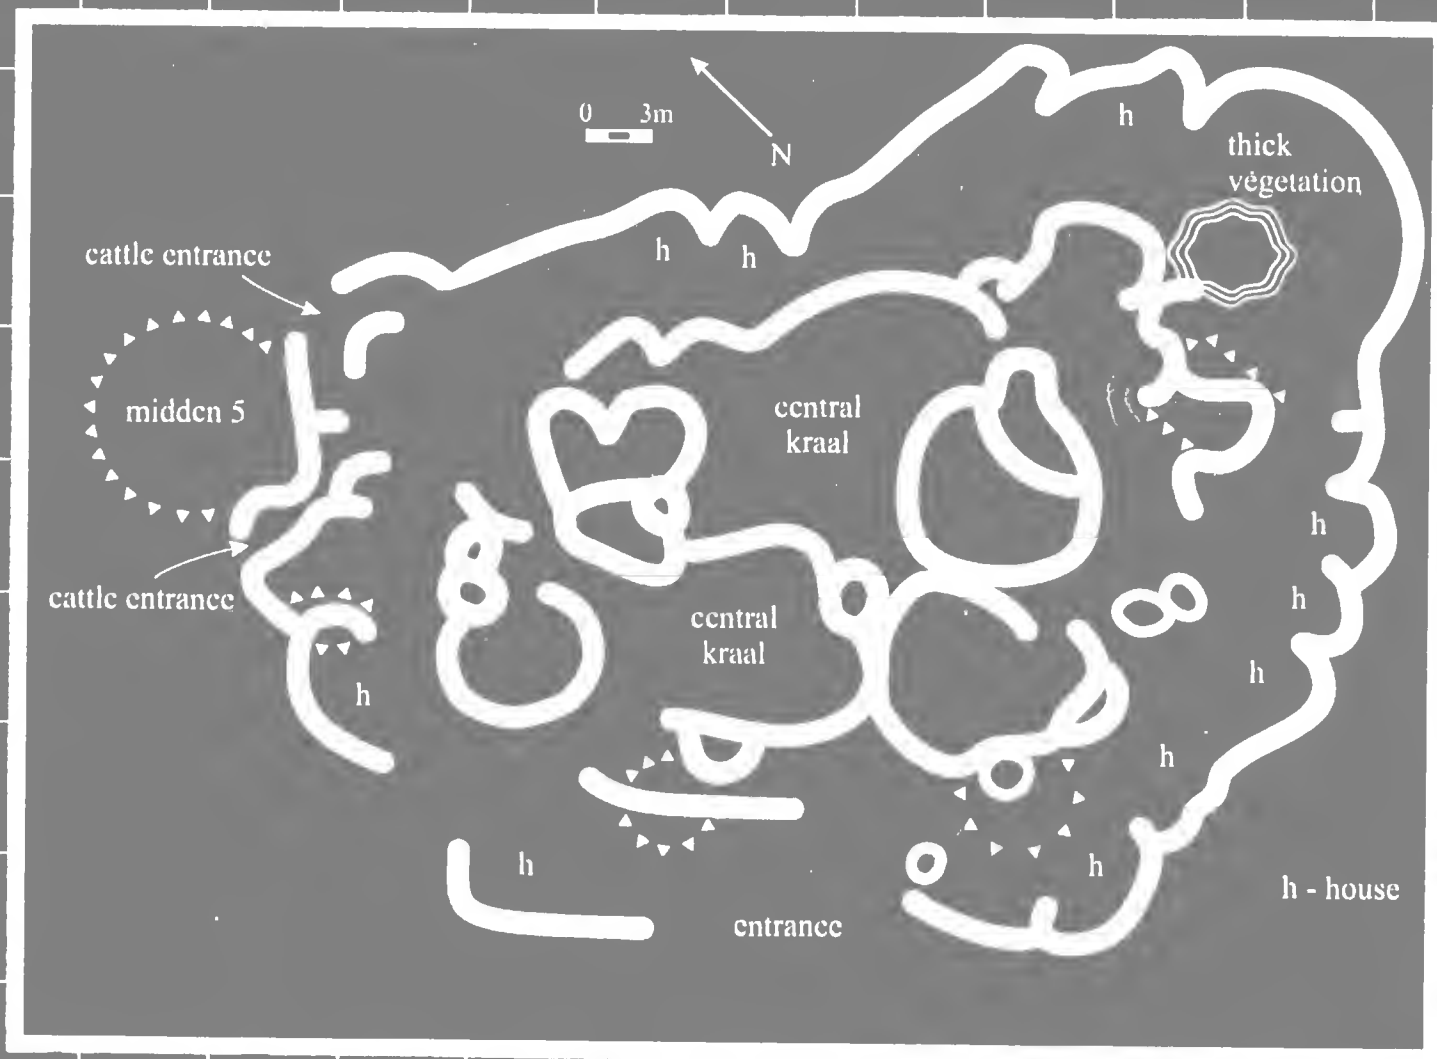 h
0 3m
N
thick
vegetation
h
h
cattle entrance
midden 5
central
kraal
h
cattle entrance
h
central
kraal
h
h
h
h
h
h - house
entrance